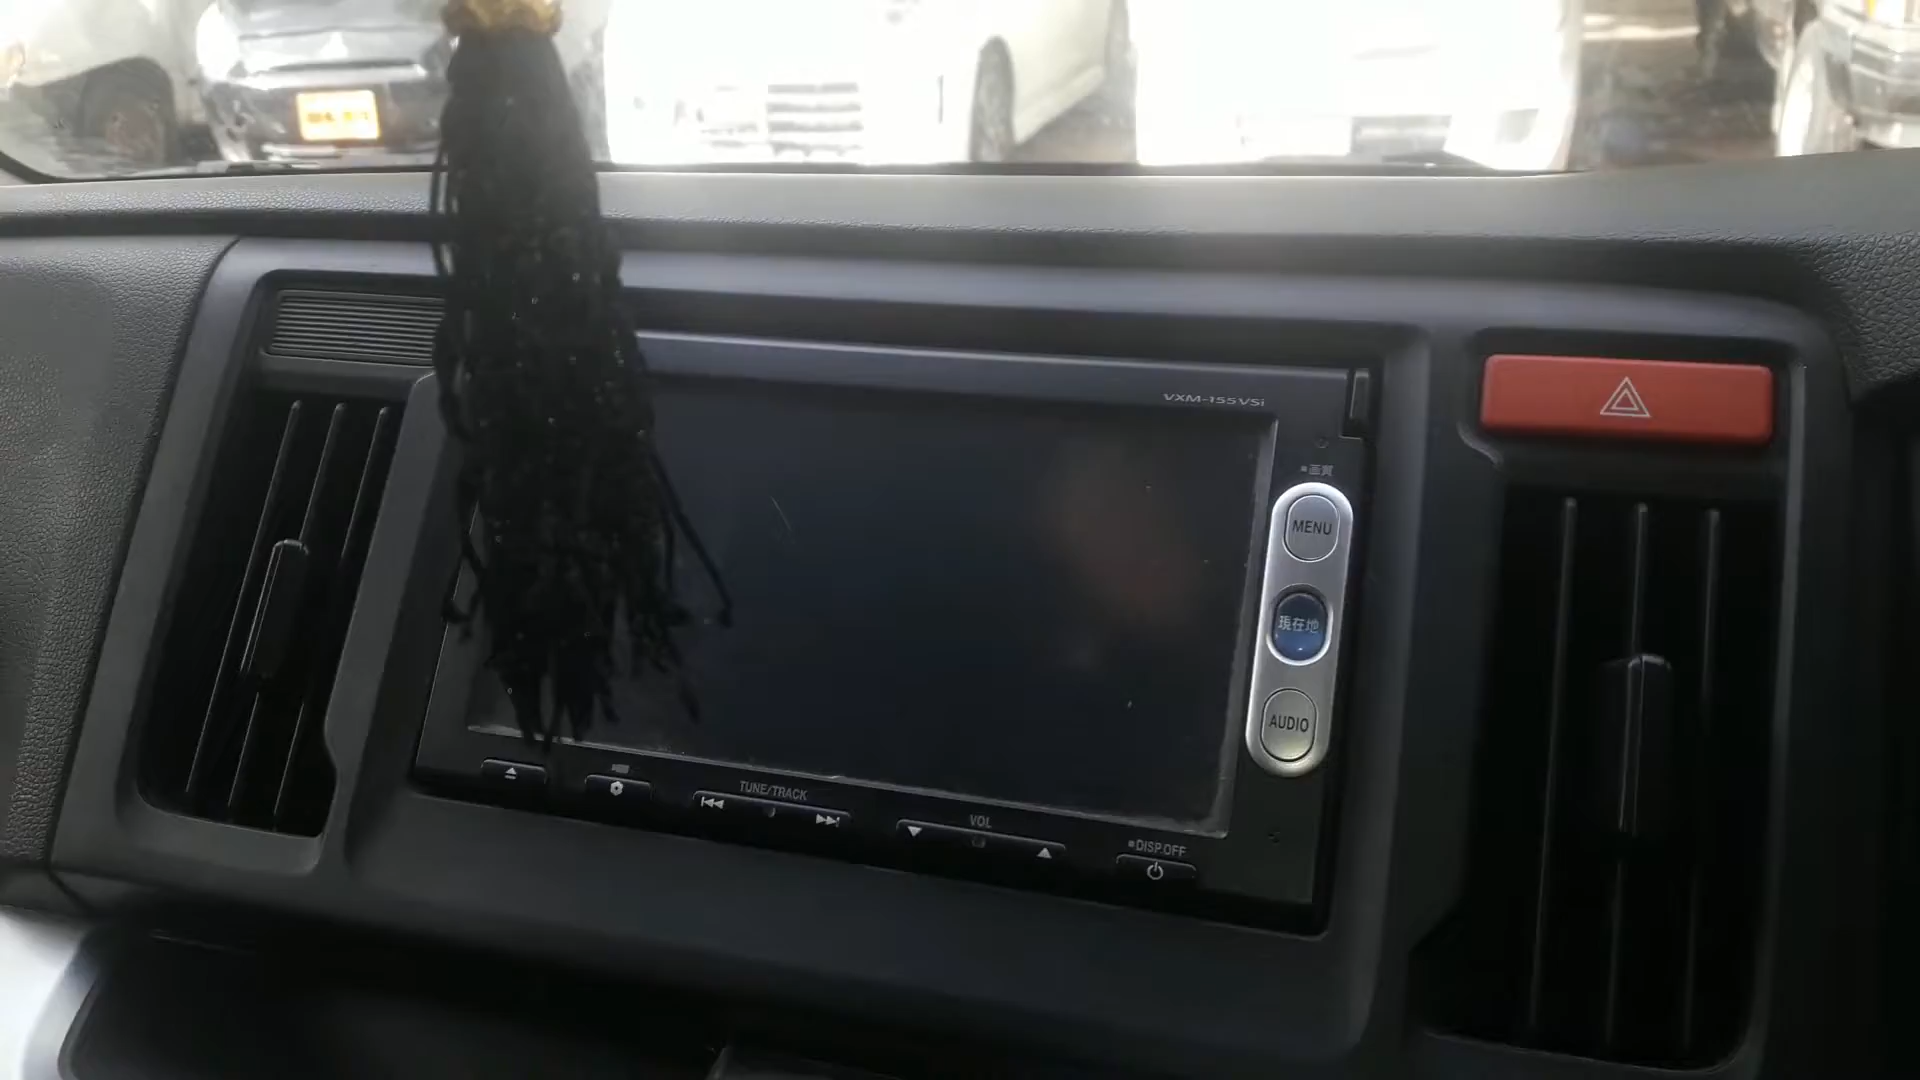 VXM-155VSi
■画質
MENU
現在地
AUDIO
TUNE/TRACK
VOL
■DISP.OFF